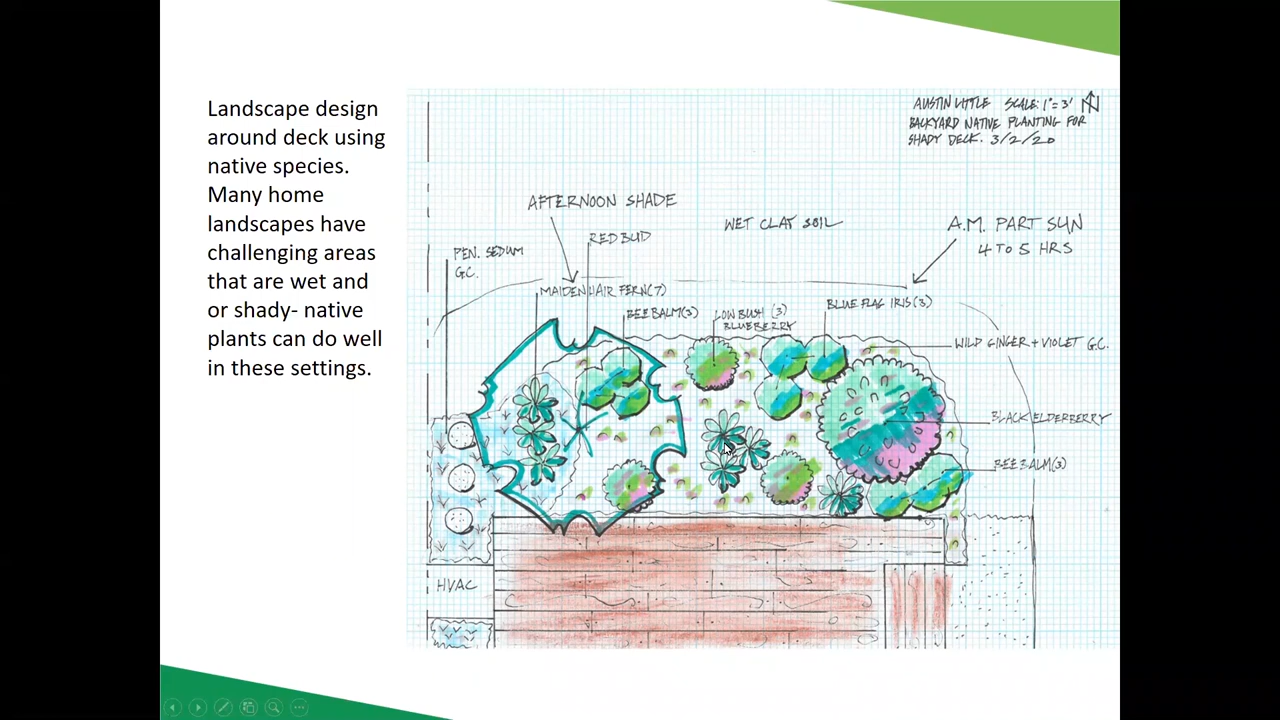 Landscape design
around deck using
native species.
Many home
landscapes have
challenging areas
that are wet and
or shady- native
plants can do well
in these settings.
AUSTIN LITTLE SCALE: 1"= 3' N
BACKYARD NATIVE PLANTING FOR
SHADY DECK. 3/2/20
AFTERNOON SHADE
WET CLAY SOIL
A.M. PART SUN
4 TO 5 HRS
RED BUD
PEN. SEDUM
G.C.
MAIDENHAIR FERN(7)
BEE BALM(3)
LOW BUSH (3)
BLUEBERRY
BLUE FLAG IRIS(3)
WILD GINGER + VIOLET G.C.
BLACK ELDERBERRY
BEE BALM(3)
HVAC